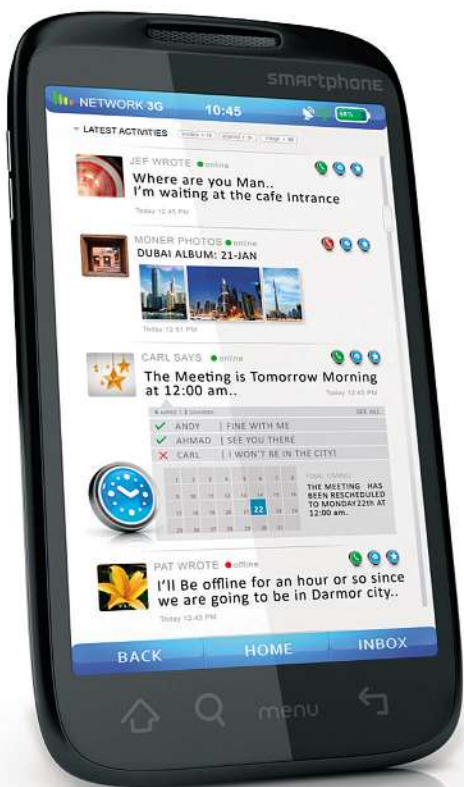 smartphone
NETWORK 3G 10:45
LATEST ACTIVITIES
JEF WROTE online
Where are you Man..
I'm waiting at the cafe Intrance
Today 12:45 PM
MONER PHOTOS online
DUBAI ALBUM: 21-JAN
Today 12:51 PM
CARL SAYS online
The Meeting is Tomorrow Morning
at 12:00 am..
Today 12:43 PM
SEE ALL
ANDY | FINE WITH ME
AHMAD | SEE YOU THERE
CARL | I WON'T BE IN THE CITY!
THE MEETING HAS
BEEN RESCHEDULED
TO MONDAY 22th AT
12:00 am.
22
PAT WROTE offline
I'll Be offline for an hour or so since
we are going to be in Darmor city..
Today 12:43 PM
BACK HOME INBOX
menu